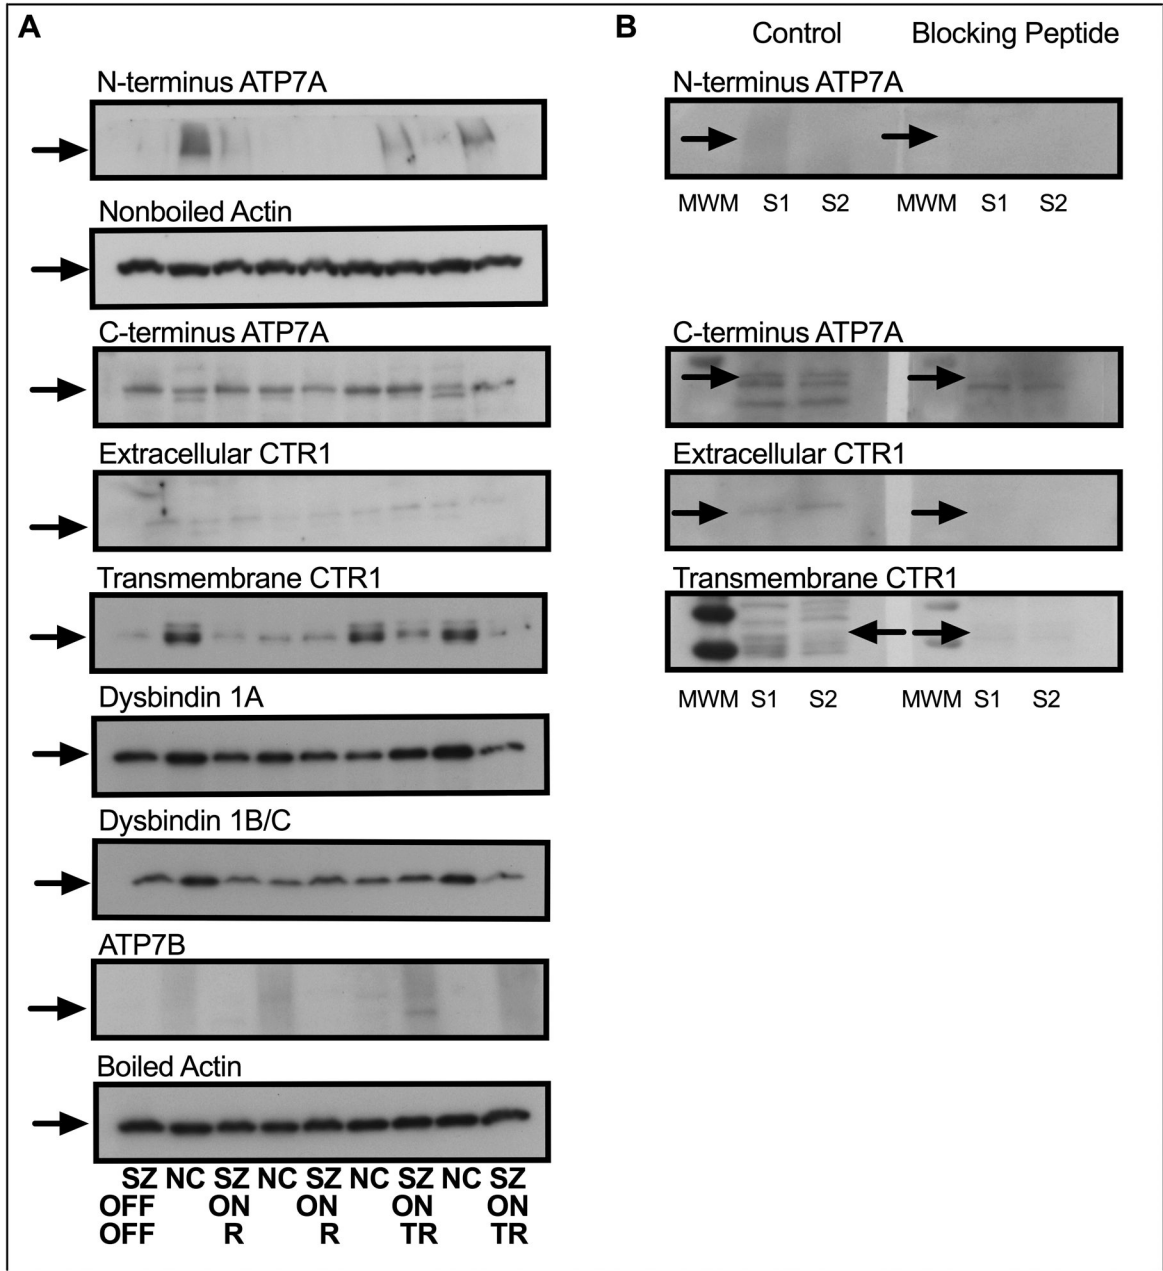 A
N-terminus ATP7A
Nonboiled Actin
C-terminus ATP7A
Extracellular CTR1
Transmembrane CTR1
Dysbindin 1A
Dysbindin 1B/C
ATP7B
Boiled Actin
SZ NC SZ NC SZ NC SZ NC SZ
OFF ON ON ON ON
OFF R R TR TR
B
Control Blocking Peptide
N-terminus ATP7A
MWM S1 S2 MWM S1 S2
C-terminus ATP7A
Extracellular CTR1
Transmembrane CTR1
MWM S1 S2 MWM S1 S2